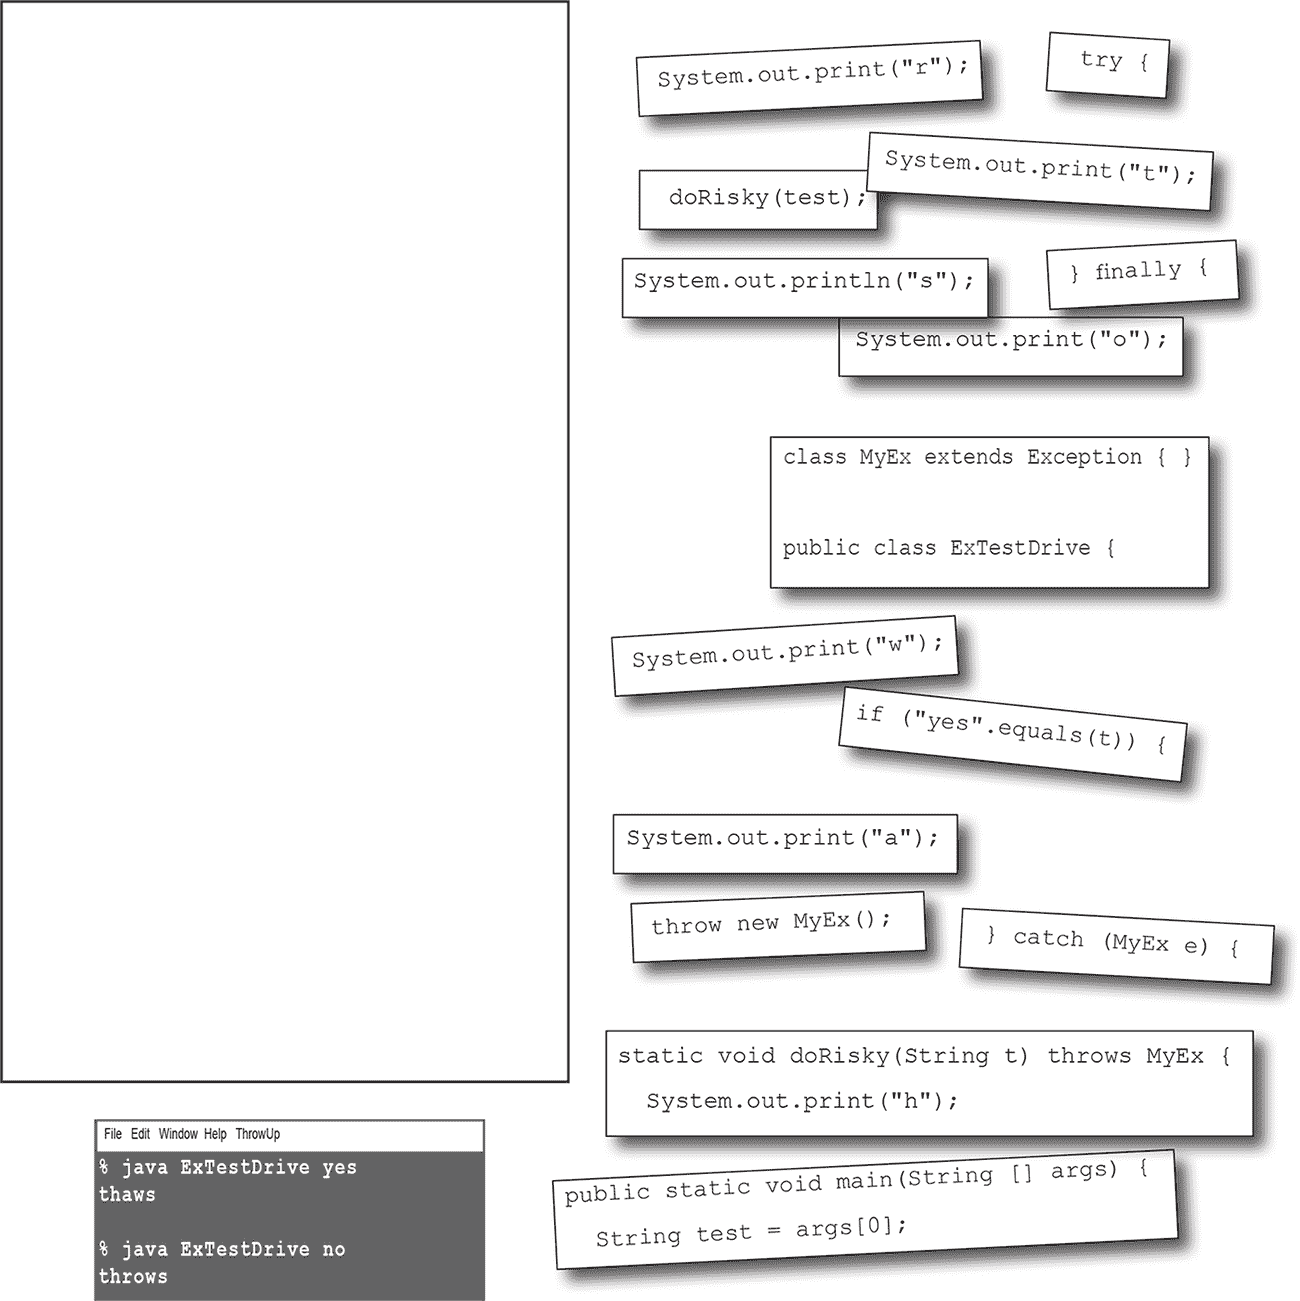 System.out.print("r");
try {
System.out.print("t");
doRisky(test);
System.out.println("s");
} finally {
System.out.print("o");
class MyEx extends Exception { }
public class ExTestDrive {
System.out.print("w");
if ("yes".equals(t)) {
System.out.print("a");
throw new MyEx();
} catch (MyEx e) {
static void doRisky(String t) throws MyEx {
System.out.print("h");
public static void main(String [] args) {
String test = args[0];
File Edit Window Help ThrowUp
% java ExTestDrive yes
thaws
% java ExTestDrive no
throws